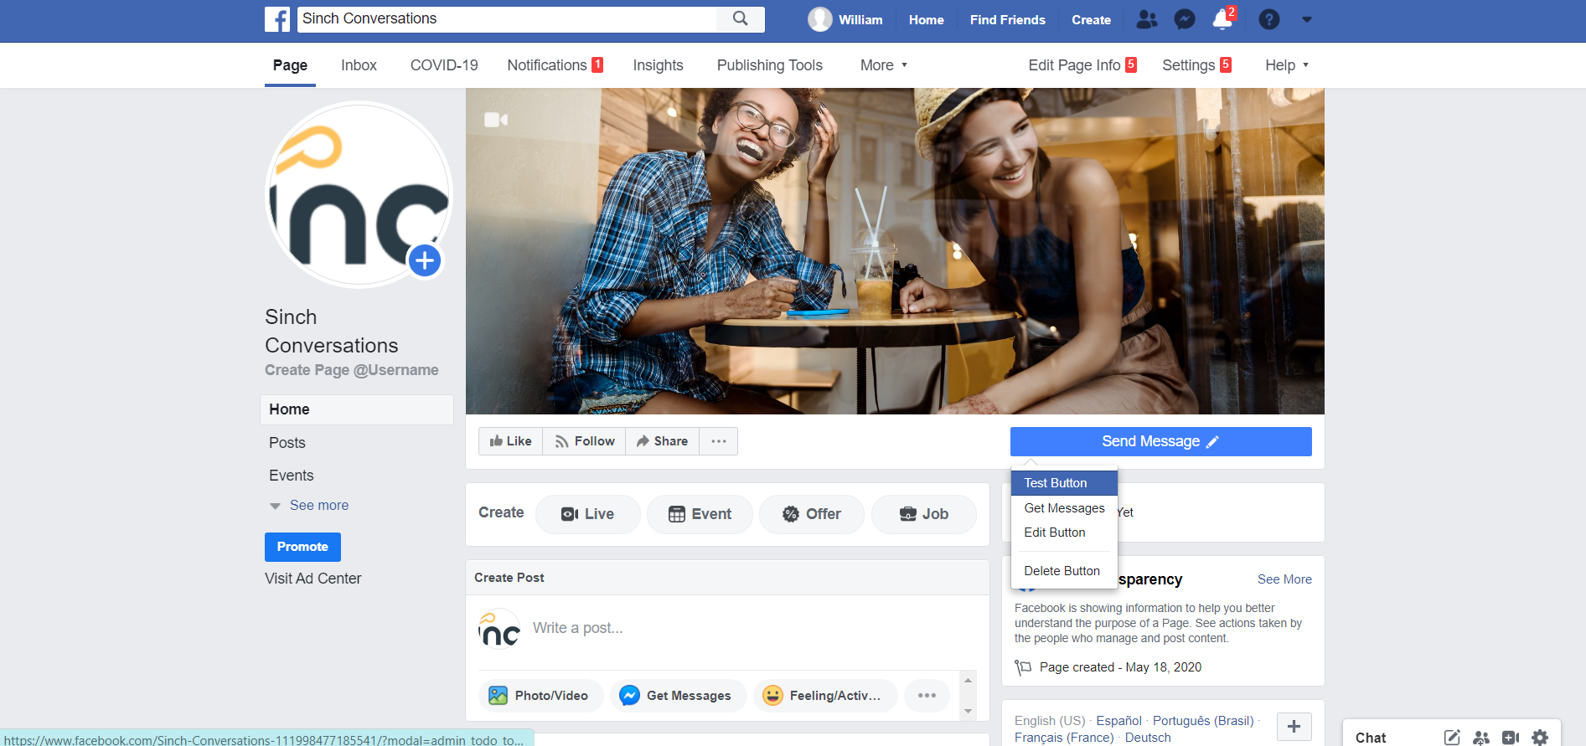 Sinch Conversations
William Home Find Friends Create 2
Page Inbox COVID-19 Notifications 1 Insights Publishing Tools More Edit Page Info 5 Settings 5 Help
inc
Sinch
Conversations
Create Page @Username
Home
Posts
Events
See more
Promote
Visit Ad Center
Like Follow Share
Send Message
Test Button
Get Messages
Edit Button
Delete Button
Yet
Create Live Event Offer Job
Create Post
inc Write a post...
Photo/Video Get Messages Feeling/Activ...
sparency See More
Facebook is showing information to help you better
understand the purpose of a Page. See actions taken by
the people who manage and post content.
Page created - May 18, 2020
English (US) · Español · Português (Brasil) ·
Français (France) · Deutsch
Chat
https://www.facebook.com/Sinch-Conversations-111998477185541/?modal=admin_todo_to...